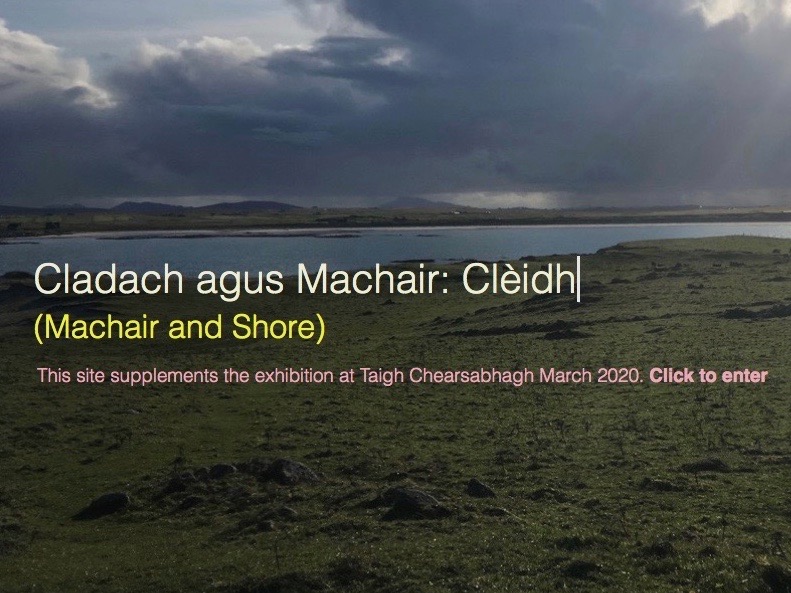 Cladach agus Machair: Clèidh
(Machair and Shore)
This site supplements the exhibition at Taigh Chearsabhagh March 2020. Click to enter